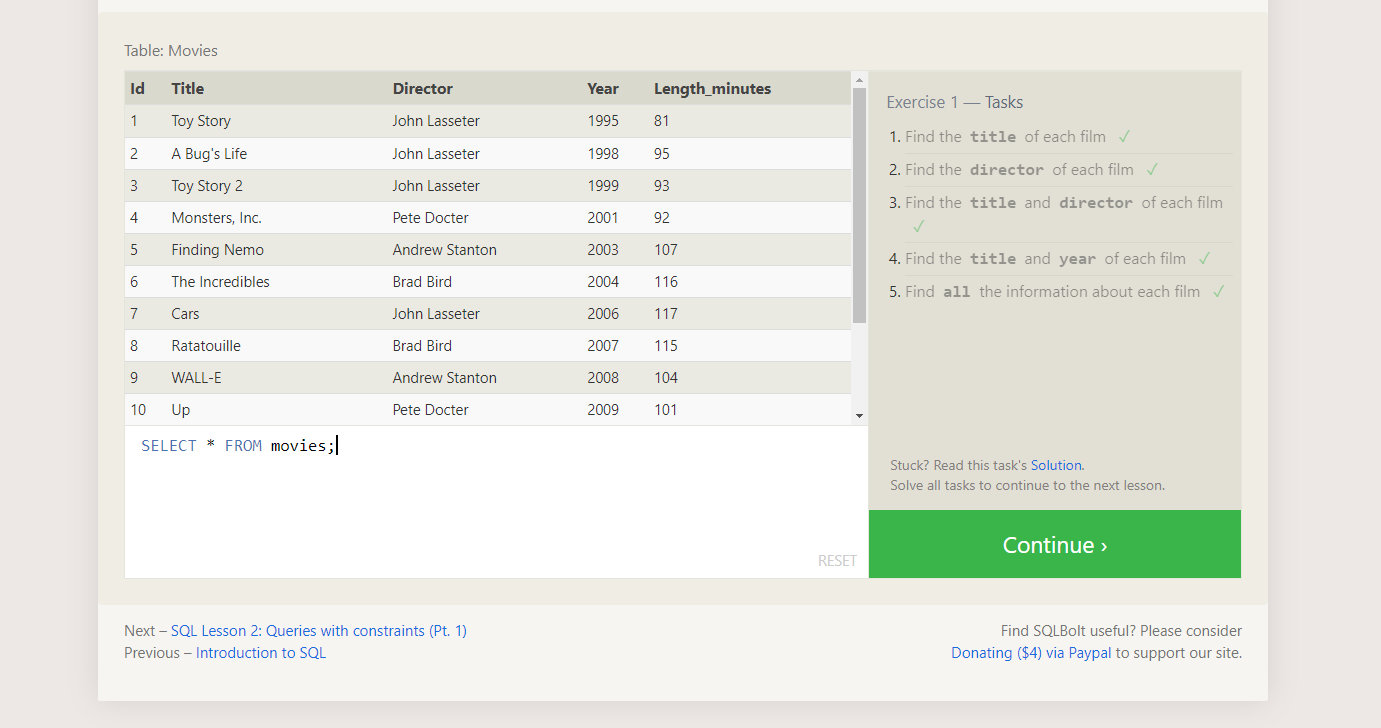 Table: Movies
Id Title Director Year Length_minutes
1 Toy Story John Lasseter 1995 81
2 A Bug's Life John Lasseter 1998 95
3 Toy Story 2 John Lasseter 1999 93
4 Monsters, Inc. Pete Docter 2001 92
5 Finding Nemo Andrew Stanton 2003 107
6 The Incredibles Brad Bird 2004 116
7 Cars John Lasseter 2006 117
8 Ratatouille Brad Bird 2007 115
9 WALL-E Andrew Stanton 2008 104
10 Up Pete Docter 2009 101
SELECT * FROM movies;
RESET
Exercise 1 — Tasks
1. Find the title of each film ✓
2. Find the director of each film ✓
3. Find the title and director of each film
✓
4. Find the title and year of each film ✓
5. Find all the information about each film ✓
Stuck? Read this task's Solution.
Solve all tasks to continue to the next lesson.
Continue ›
Next – SQL Lesson 2: Queries with constraints (Pt. 1)
Previous – Introduction to SQL
Find SQLBolt useful? Please consider
Donating ($4) via Paypal to support our site.